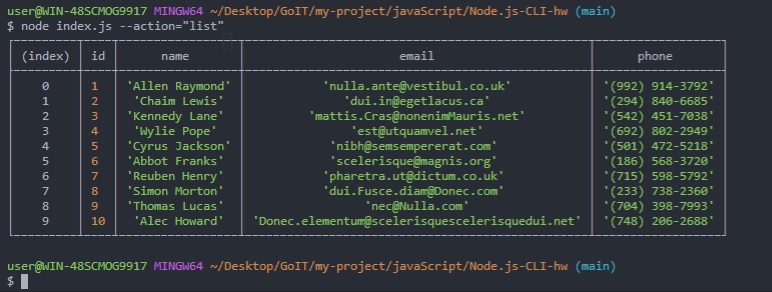 user@WIN-48SCMOG9917 MINGW64 ~/Desktop/GoIT/my-project/javaScript/Node.js-CLI-hw (main)
$ node index.js --action="list"
(index) id name email phone
0 1 'Allen Raymond' 'nulla.ante@vestibul.co.uk' '(992) 914-3792'
1 2 'Chaim Lewis' 'dui.in@egetlacus.ca' '(294) 840-6685'
2 3 'Kennedy Lane' 'mattis.Cras@nonenimMauris.net' '(542) 451-7038'
3 4 'Wylie Pope' 'est@utquamvel.net' '(692) 802-2949'
4 5 'Cyrus Jackson' 'nibh@semsempererat.com' '(501) 472-5218'
5 6 'Abbot Franks' 'scelerisque@magnis.org' '(186) 568-3720'
6 7 'Reuben Henry' 'pharetra.ut@dictum.co.uk' '(715) 598-5792'
7 8 'Simon Morton' 'dui.Fusce.diam@Donec.com' '(233) 738-2360'
8 9 'Thomas Lucas' 'nec@Nulla.com' '(704) 398-7993'
9 10 'Alec Howard' 'Donec.elementum@scelerisquescelerisquedui.net' '(748) 206-2688'
user@WIN-48SCMOG9917 MINGW64 ~/Desktop/GoIT/my-project/javaScript/Node.js-CLI-hw (main)
$